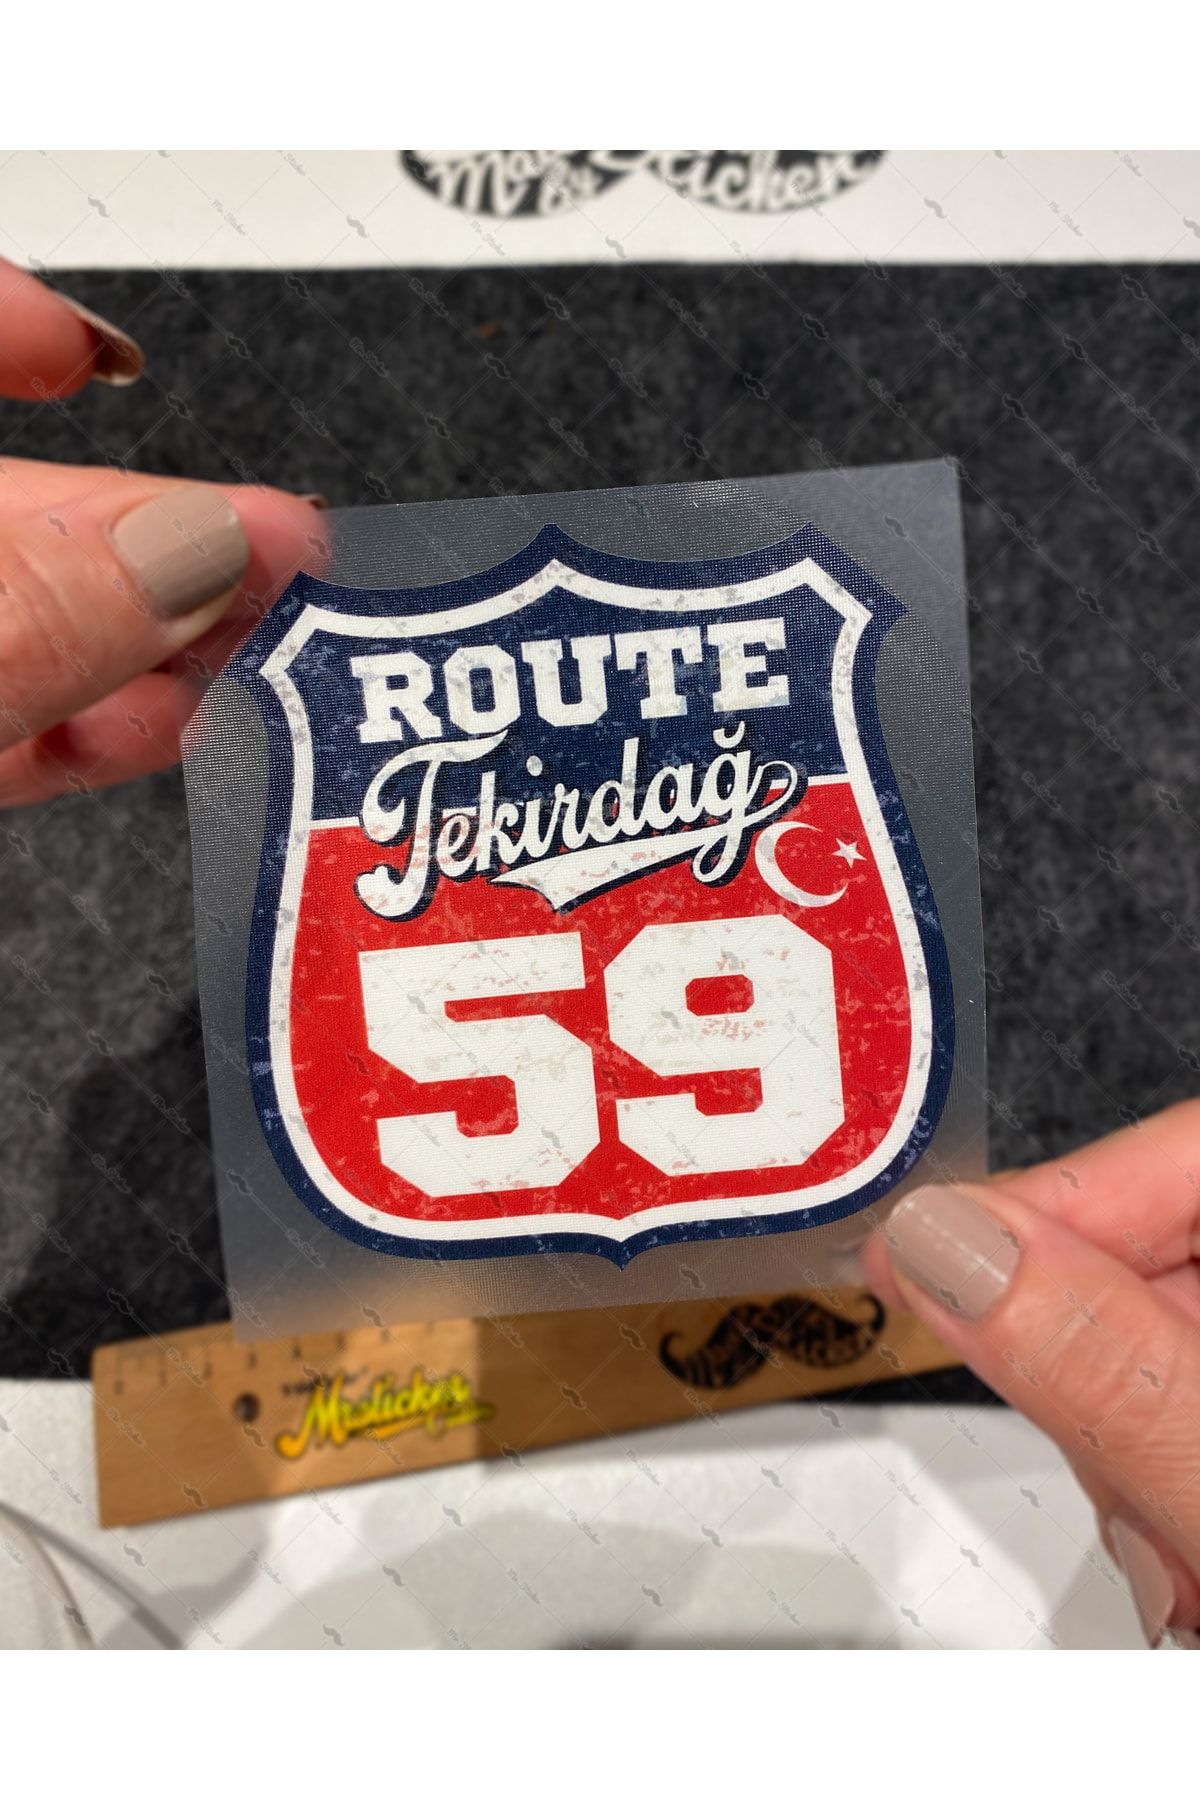 ROUTE
Tekirdağ
59
Mrsticker